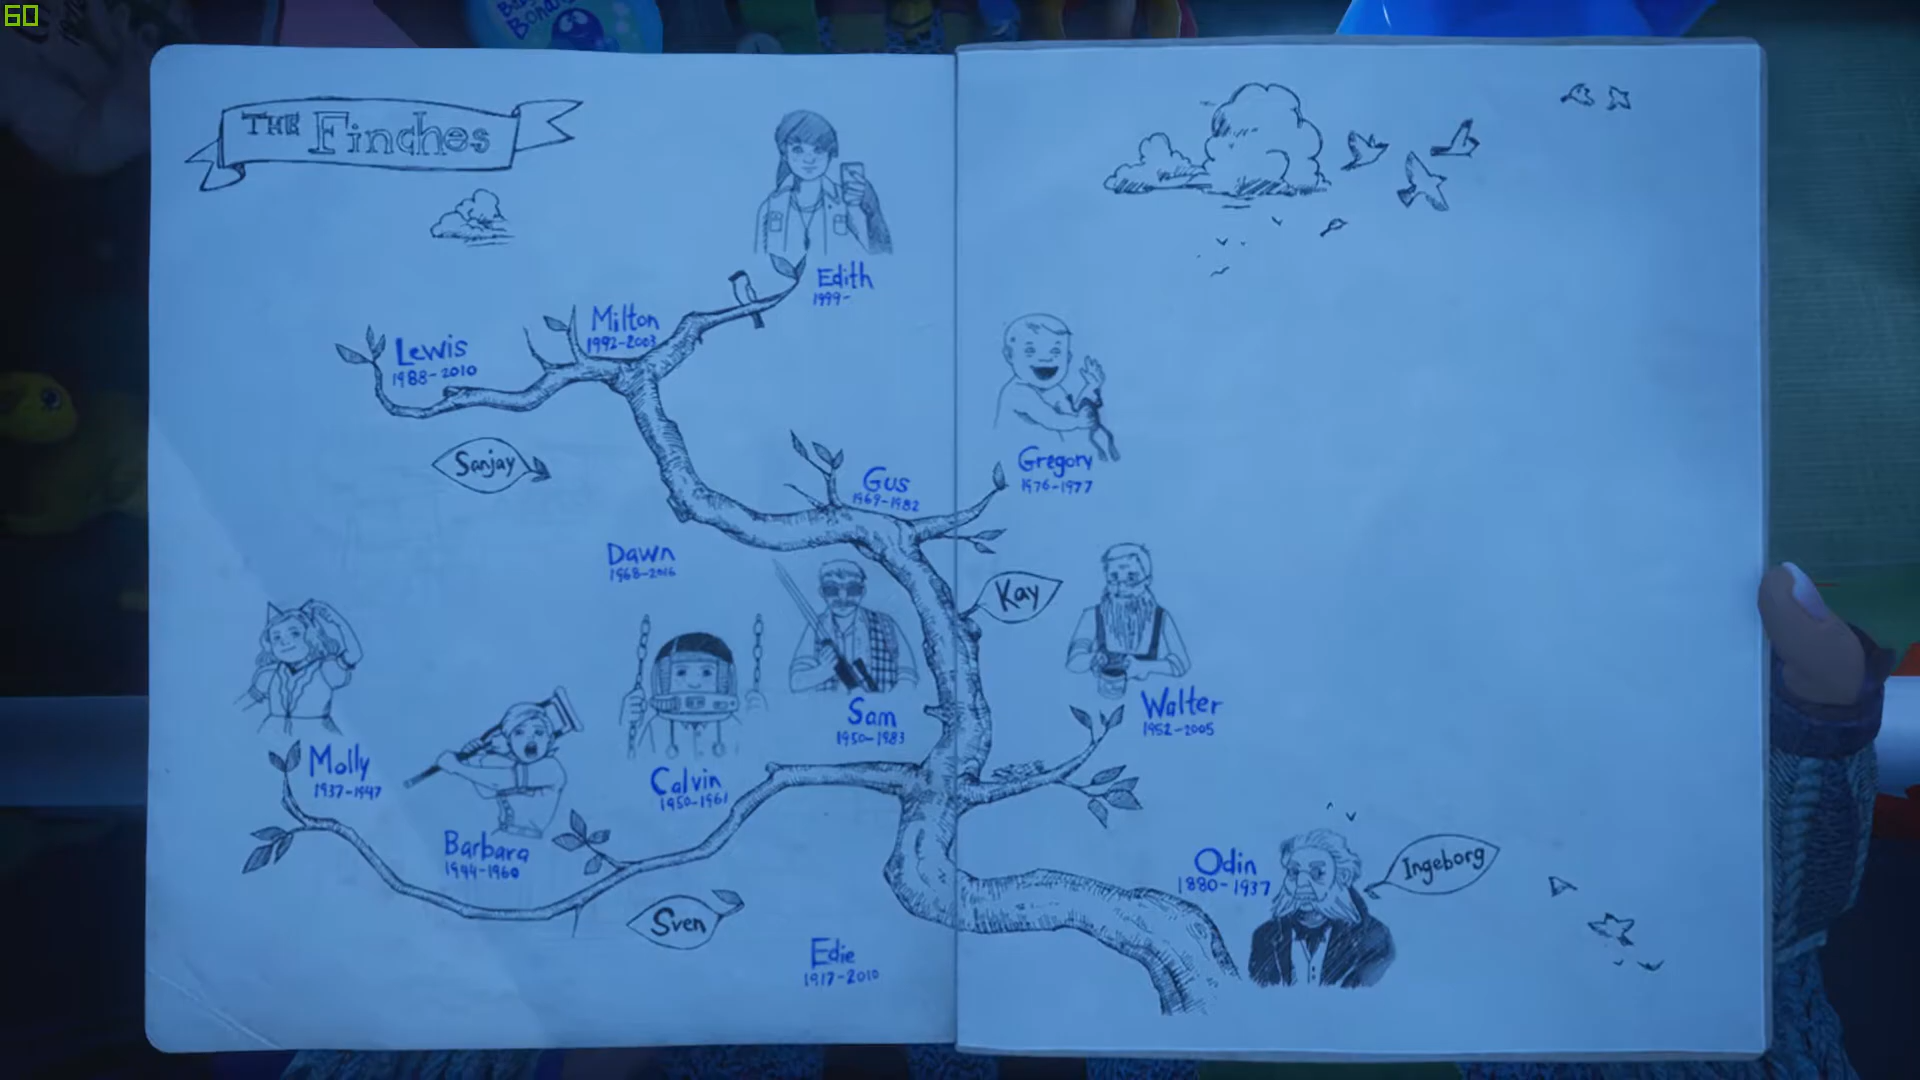 60
THE Finches
Edith
1999-
Milton
1992-2003
Lewis
1988-2010
Sanjay
Gregory
1976-1977
Gus
1969-1982
Dawn
1968-2016
Kay
Walter
1952-2005
Sam
1950-1983
Calvin
1950-1961
Molly
1937-1947
Barbara
1944-1960
Sven
Edie
1917-2010
Odin
1880-1937
Ingeborg